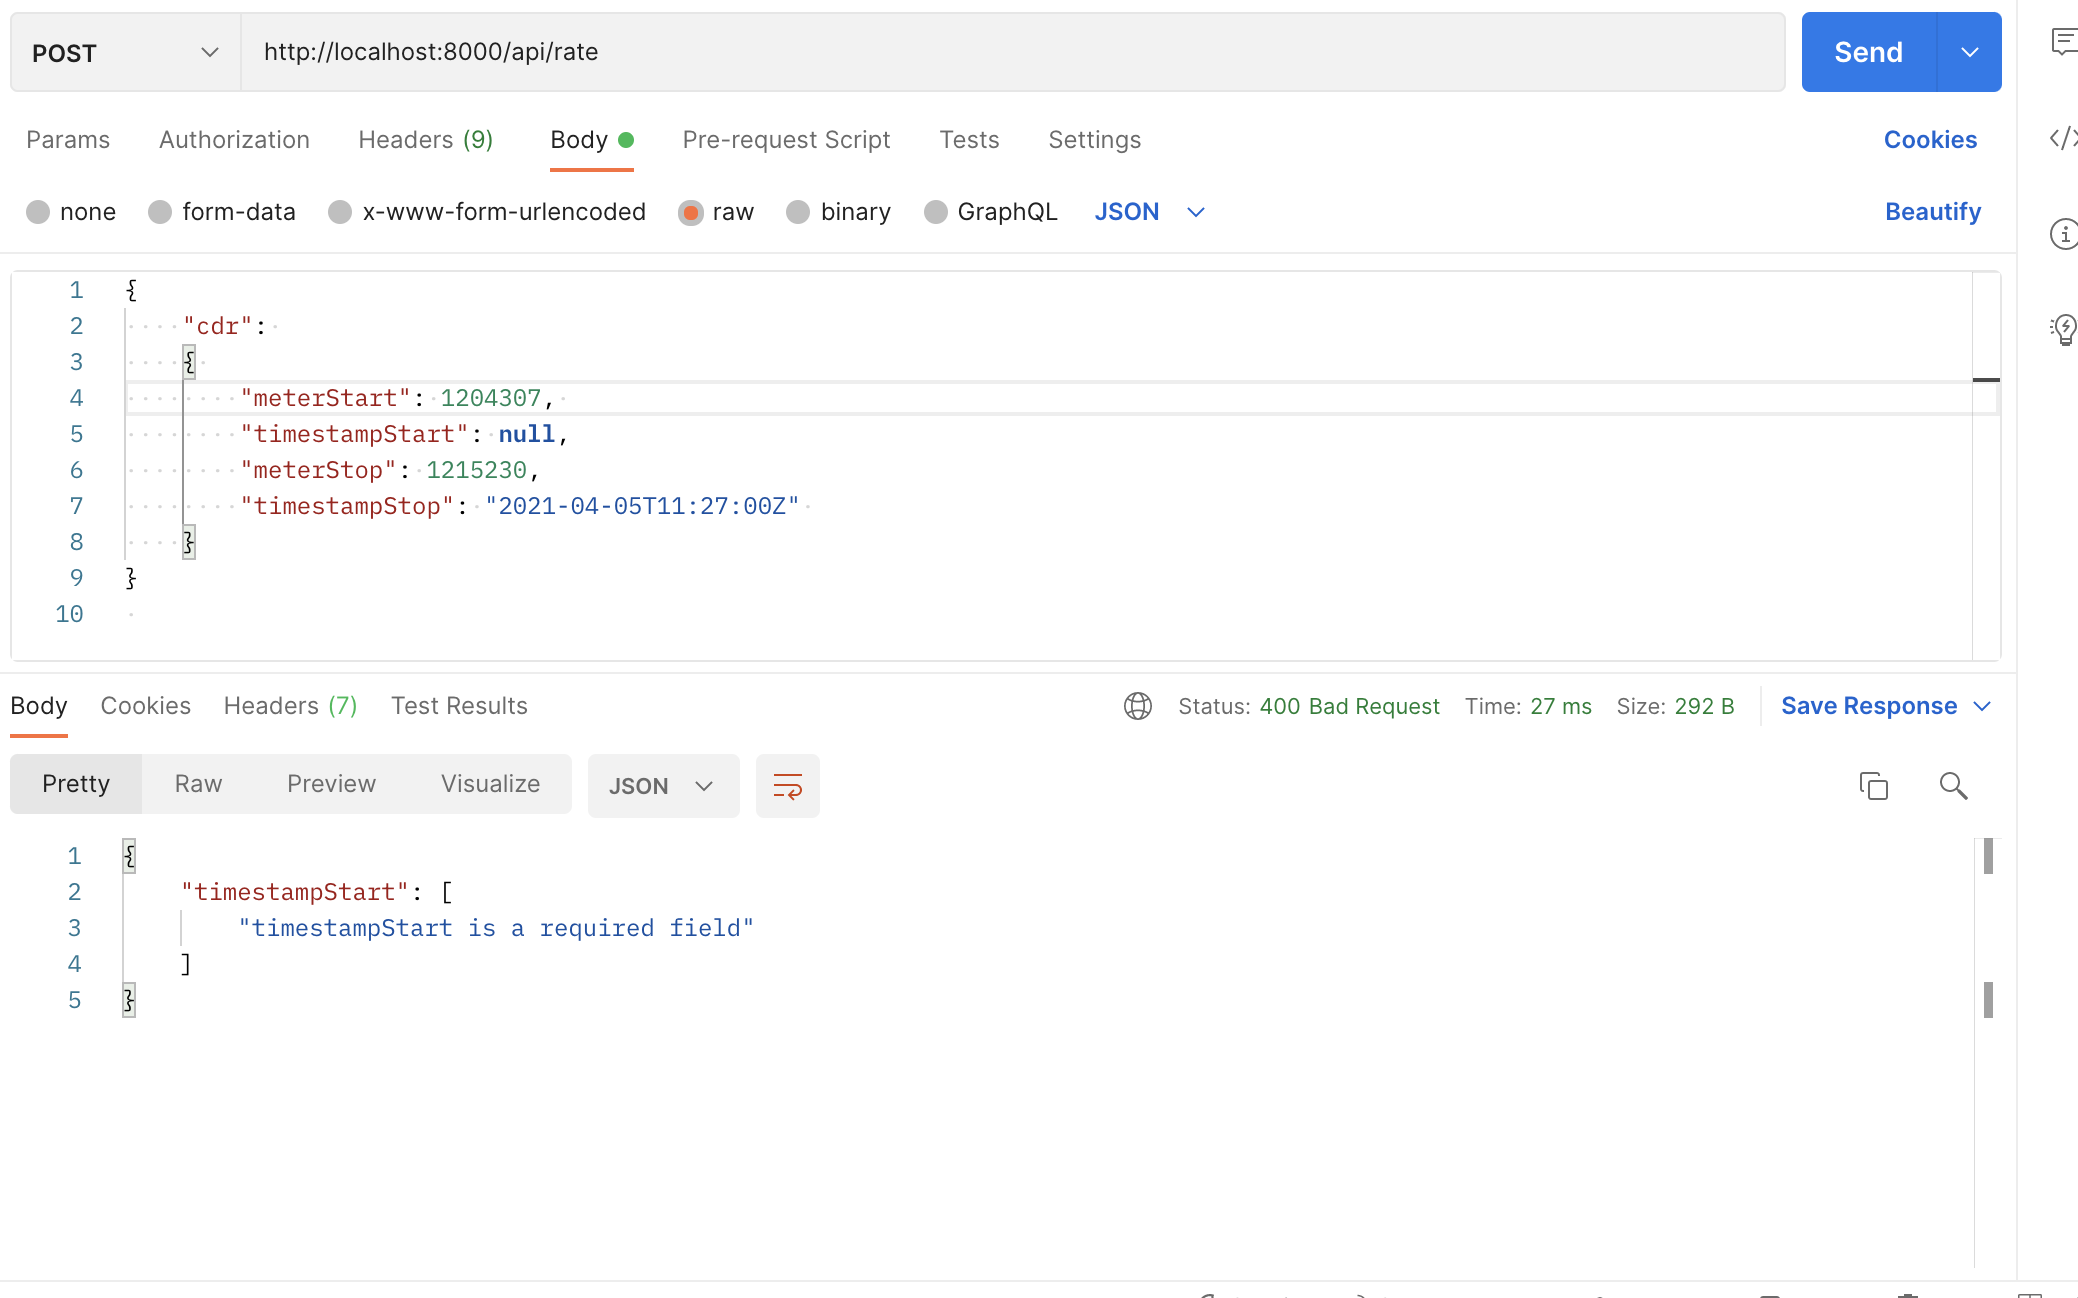 POST http://localhost:8000/api/rate Send
Params Authorization Headers (9) Body Pre-request Script Tests Settings Cookies
none form-data x-www-form-urlencoded raw binary GraphQL JSON Beautify
1 {
2 "cdr":
3 {
4 "meterStart": 1204307,
5 "timestampStart": null,
6 "meterStop": 1215230,
7 "timestampStop": "2021-04-05T11:27:00Z"
8 }
9 }
10
Body Cookies Headers (7) Test Results Status: 400 Bad Request Time: 27 ms Size: 292 B Save Response
Pretty Raw Preview Visualize JSON
1 {
2 "timestampStart": [
3 "timestampStart is a required field"
4 ]
5 }